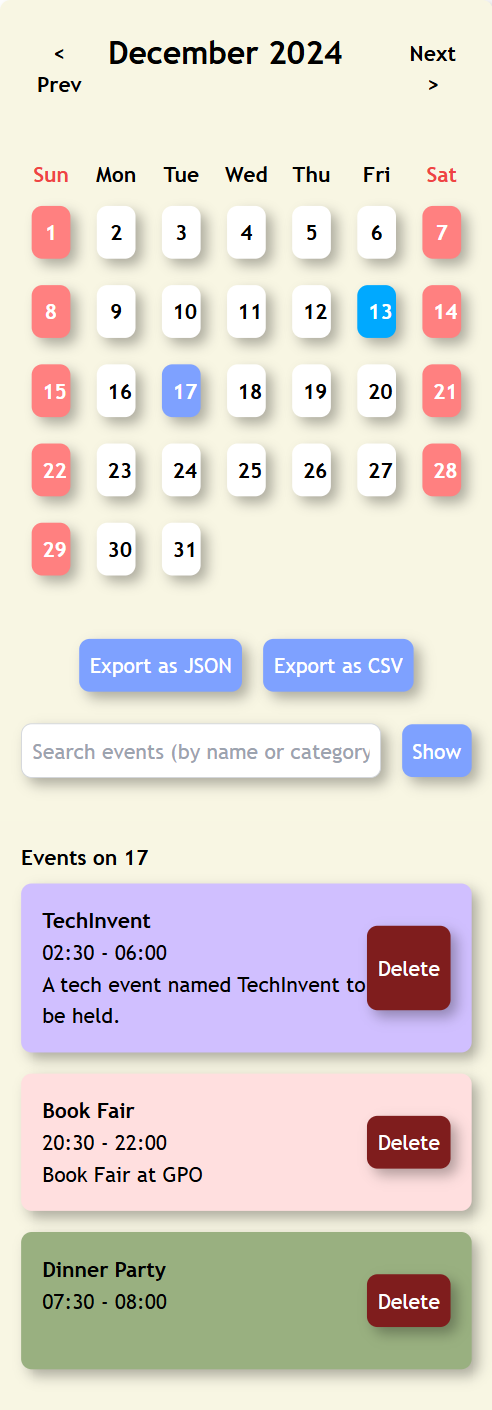 < December 2024 Next
Prev >
Sun Mon Tue Wed Thu Fri Sat
1 2 3 4 5 6 7
8 9 10 11 12 13 14
15 16 17 18 19 20 21
22 23 24 25 26 27 28
29 30 31
Export as JSON Export as CSV
Search events (by name or category Show
Events on 17
TechInvent
02:30 - 06:00
A tech event named TechInvent to
be held.
Delete
Book Fair
20:30 - 22:00
Book Fair at GPO
Delete
Dinner Party
07:30 - 08:00
Delete